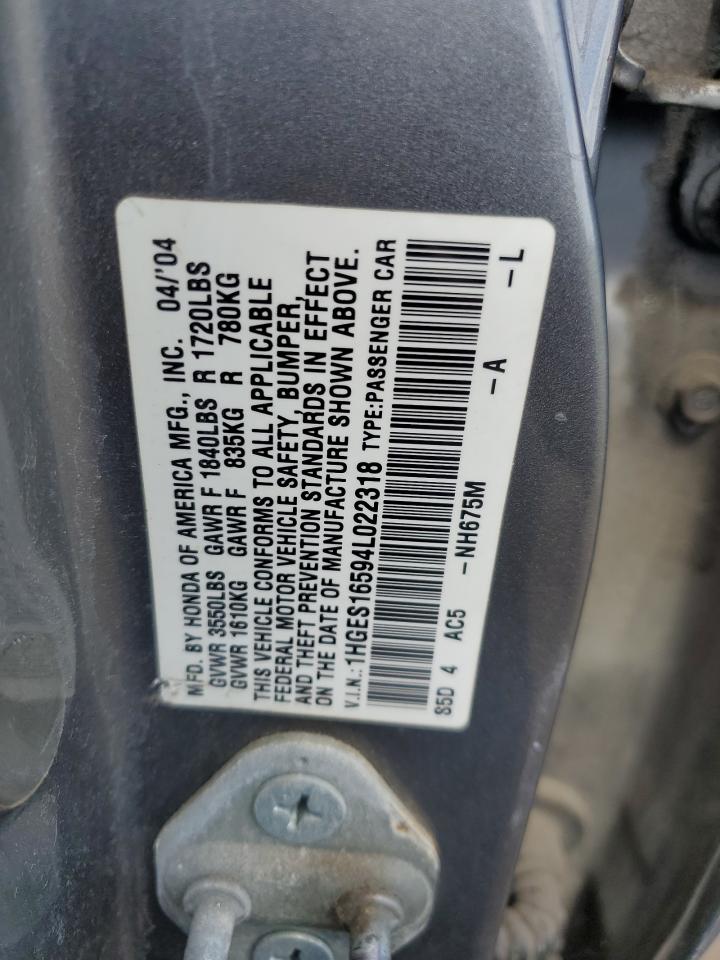 MFD. BY HONDA OF AMERICA MFG., INC. 04/'04
GVWR 3550LBS GAWR F 1840LBS R 1720LBS
GVWR 1610KG GAWR F 835KG R 780KG
THIS VEHICLE CONFORMS TO ALL APPLICABLE
FEDERAL MOTOR VEHICLE SAFETY, BUMPER,
AND THEFT PREVENTION STANDARDS IN EFFECT
ON THE DATE OF MANUFACTURE SHOWN ABOVE.
V.I.N.:1HGES16594L022318 TYPE:PASSENGER CAR
S5D 4 AC5 -NH675M -A -L